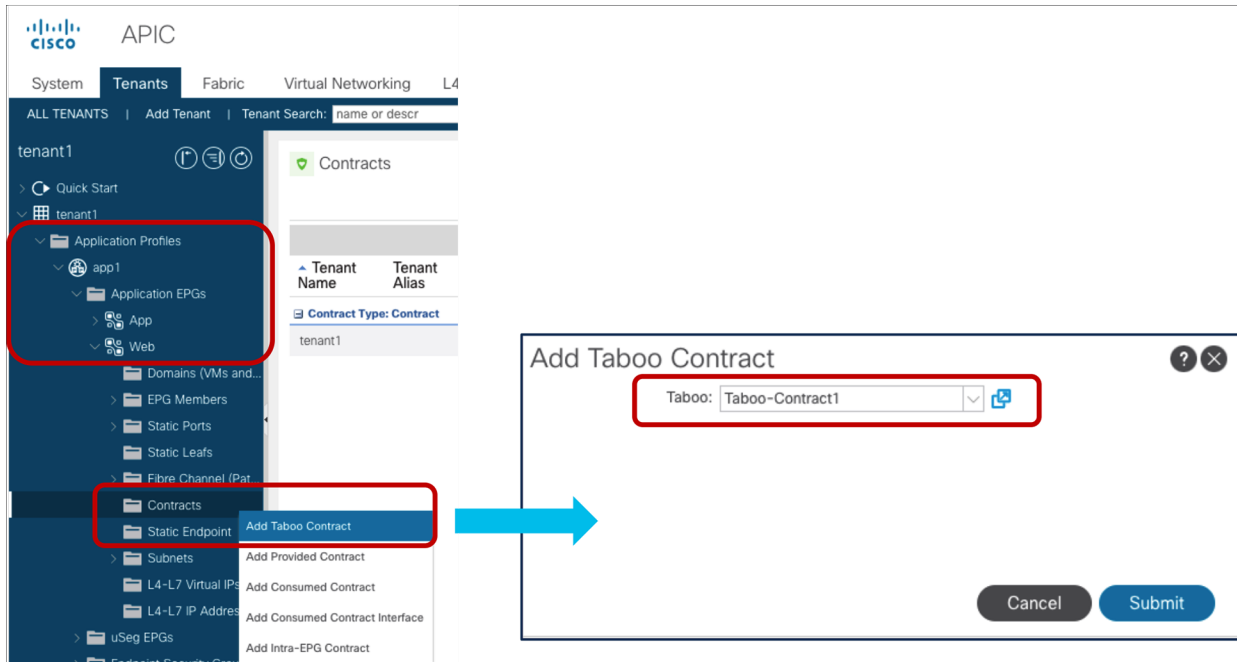 cisco
APIC
System
Tenants
Fabric
Virtual Networking
L4
ALL TENANTS | Add Tenant | Tenant Search: name or descr
tenant1
Quick Start
tenant1
Application Profiles
app1
Application EPGs
App
Web
Domains (VMs and...
EPG Members
Static Ports
Static Leafs
Fibre Channel (Pat...
Contracts
Static Endpoint
Subnets
L4-L7 Virtual IPs
L4-L7 IP Addres
uSeg EPGs
Contracts
Tenant Name
Tenant Alias
Contract Type: Contract
tenant1
Add Taboo Contract
Add Provided Contract
Add Consumed Contract
Add Consumed Contract Interface
Add Intra-EPG Contract
Add Taboo Contract
?
Taboo: Taboo-Contract1
Cancel
Submit